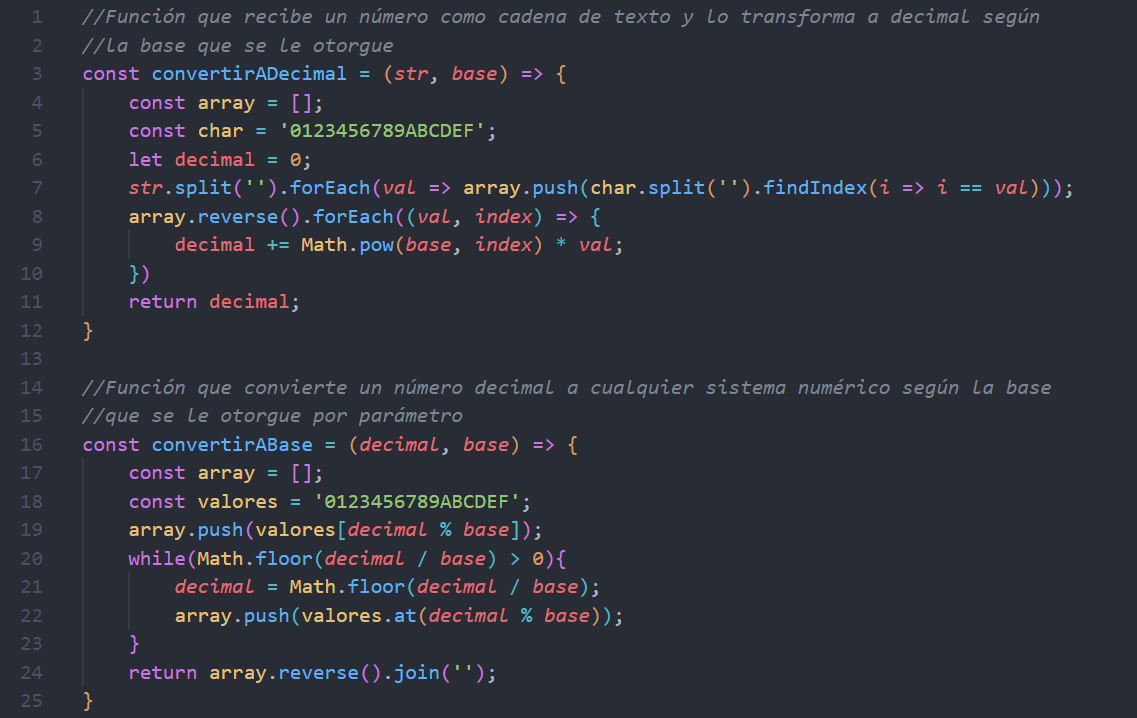 1 //Función que recibe un número como cadena de texto y lo transforma a decimal según
2 //la base que se le otorgue
3 const convertirADecimal = (str, base) => {
4     const array = [];
5     const char = '0123456789ABCDEF';
6     let decimal = 0;
7     str.split('').forEach(val => array.push(char.split('').findIndex(i => i == val)));
8     array.reverse().forEach((val, index) => {
9         decimal += Math.pow(base, index) * val;
10     })
11     return decimal;
12 }
13
14 //Función que convierte un número decimal a cualquier sistema numérico según la base
15 //que se le otorgue por parámetro
16 const convertirABase = (decimal, base) => {
17     const array = [];
18     const valores = '0123456789ABCDEF';
19     array.push(valores[decimal % base]);
20     while(Math.floor(decimal / base) > 0){
21         decimal = Math.floor(decimal / base);
22         array.push(valores.at(decimal % base));
23     }
24     return array.reverse().join('');
25 }